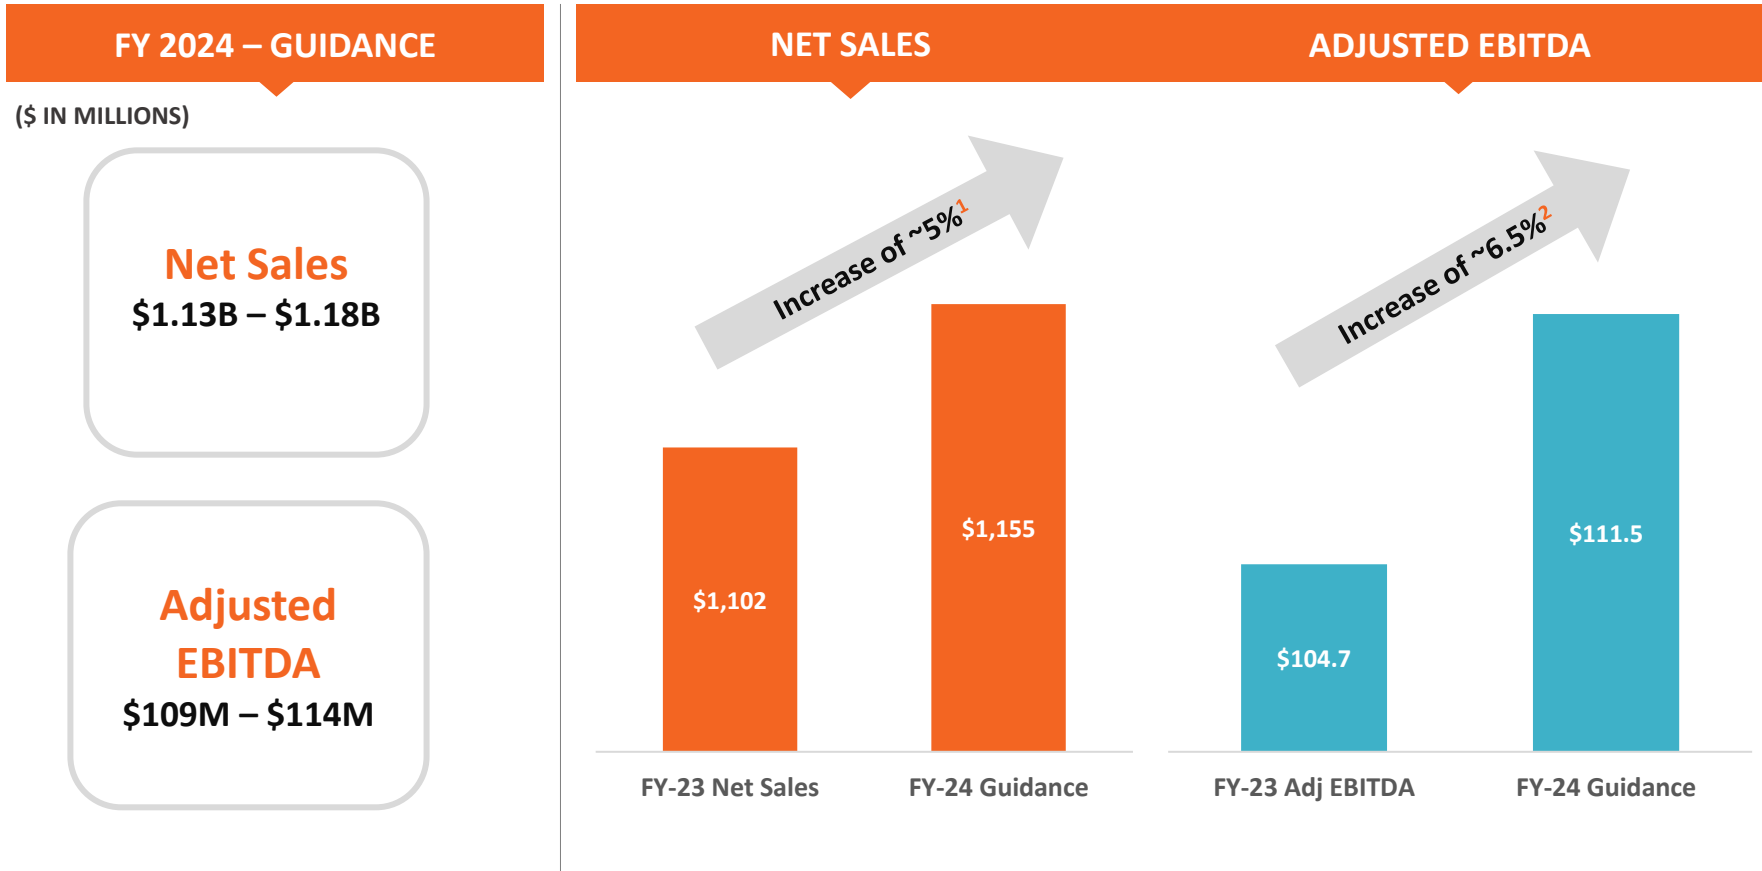 FY 2024 – GUIDANCE
($ IN MILLIONS)
Net Sales
$1.13B – $1.18B
Adjusted
EBITDA
$109M – $114M
NET SALES
Increase of ~5%1
$1,102
$1,155
FY-23 Net Sales
FY-24 Guidance
ADJUSTED EBITDA
Increase of ~6.5%2
$104.7
$111.5
FY-23 Adj EBITDA
FY-24 Guidance